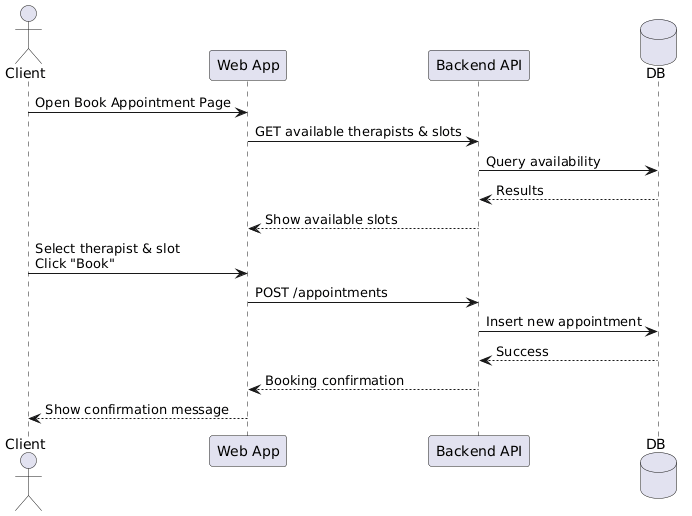 Client
Web App
Backend API
DB
Open Book Appointment Page
GET available therapists & slots
Query availability
Results
Show available slots
Select therapist & slot
Click "Book"
POST /appointments
Insert new appointment
Success
Booking confirmation
Show confirmation message
Client
Web App
Backend API
DB